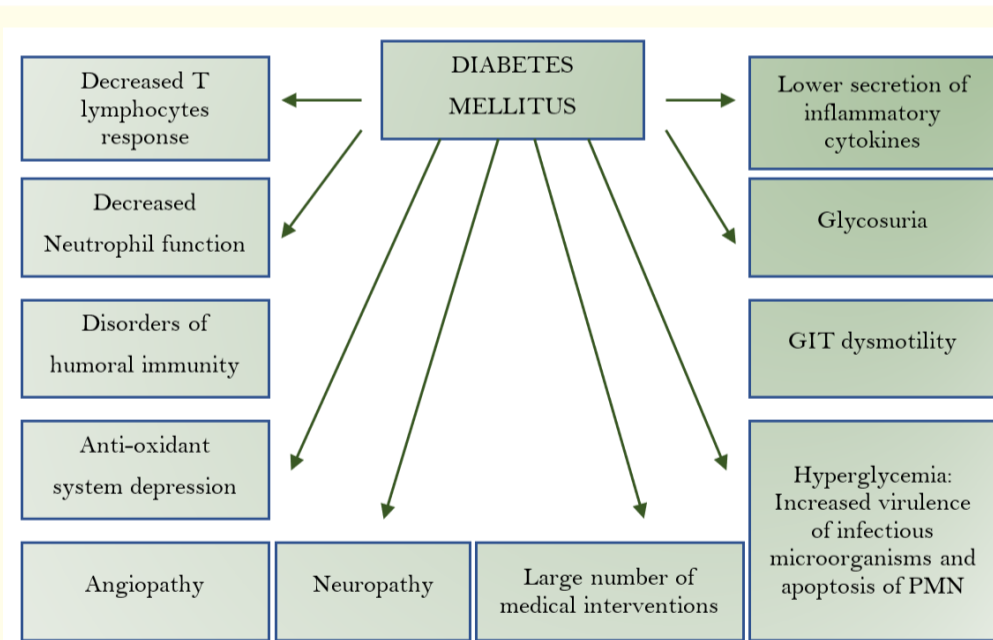 DIABETES
MELLITUS
Decreased T
lymphocytes
response
Decreased
Neutrophil function
Disorders of
humoral immunity
Anti-oxidant
system depression
Angiopathy
Neuropathy
Large number of
medical interventions
Lower secretion of
inflammatory
cytokines
Glycosuria
GIT dysmotility
Hyperglycemia:
Increased virulence
of infectious
microorganisms and
apoptosis of PMN